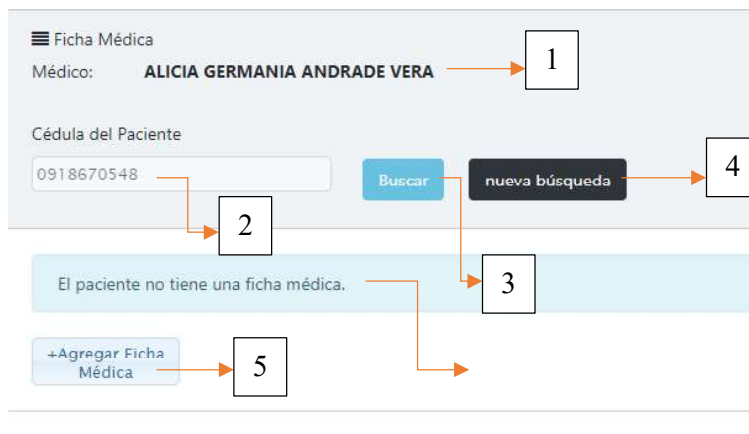 Ficha Médica
1
Médico: ALICIA GERMANIA ANDRADE VERA
Cédula del Paciente
4
0918670548 Buscar nueva búsqueda
2
El paciente no tiene una ficha médica.
3
+Agregar Ficha
Médica
5